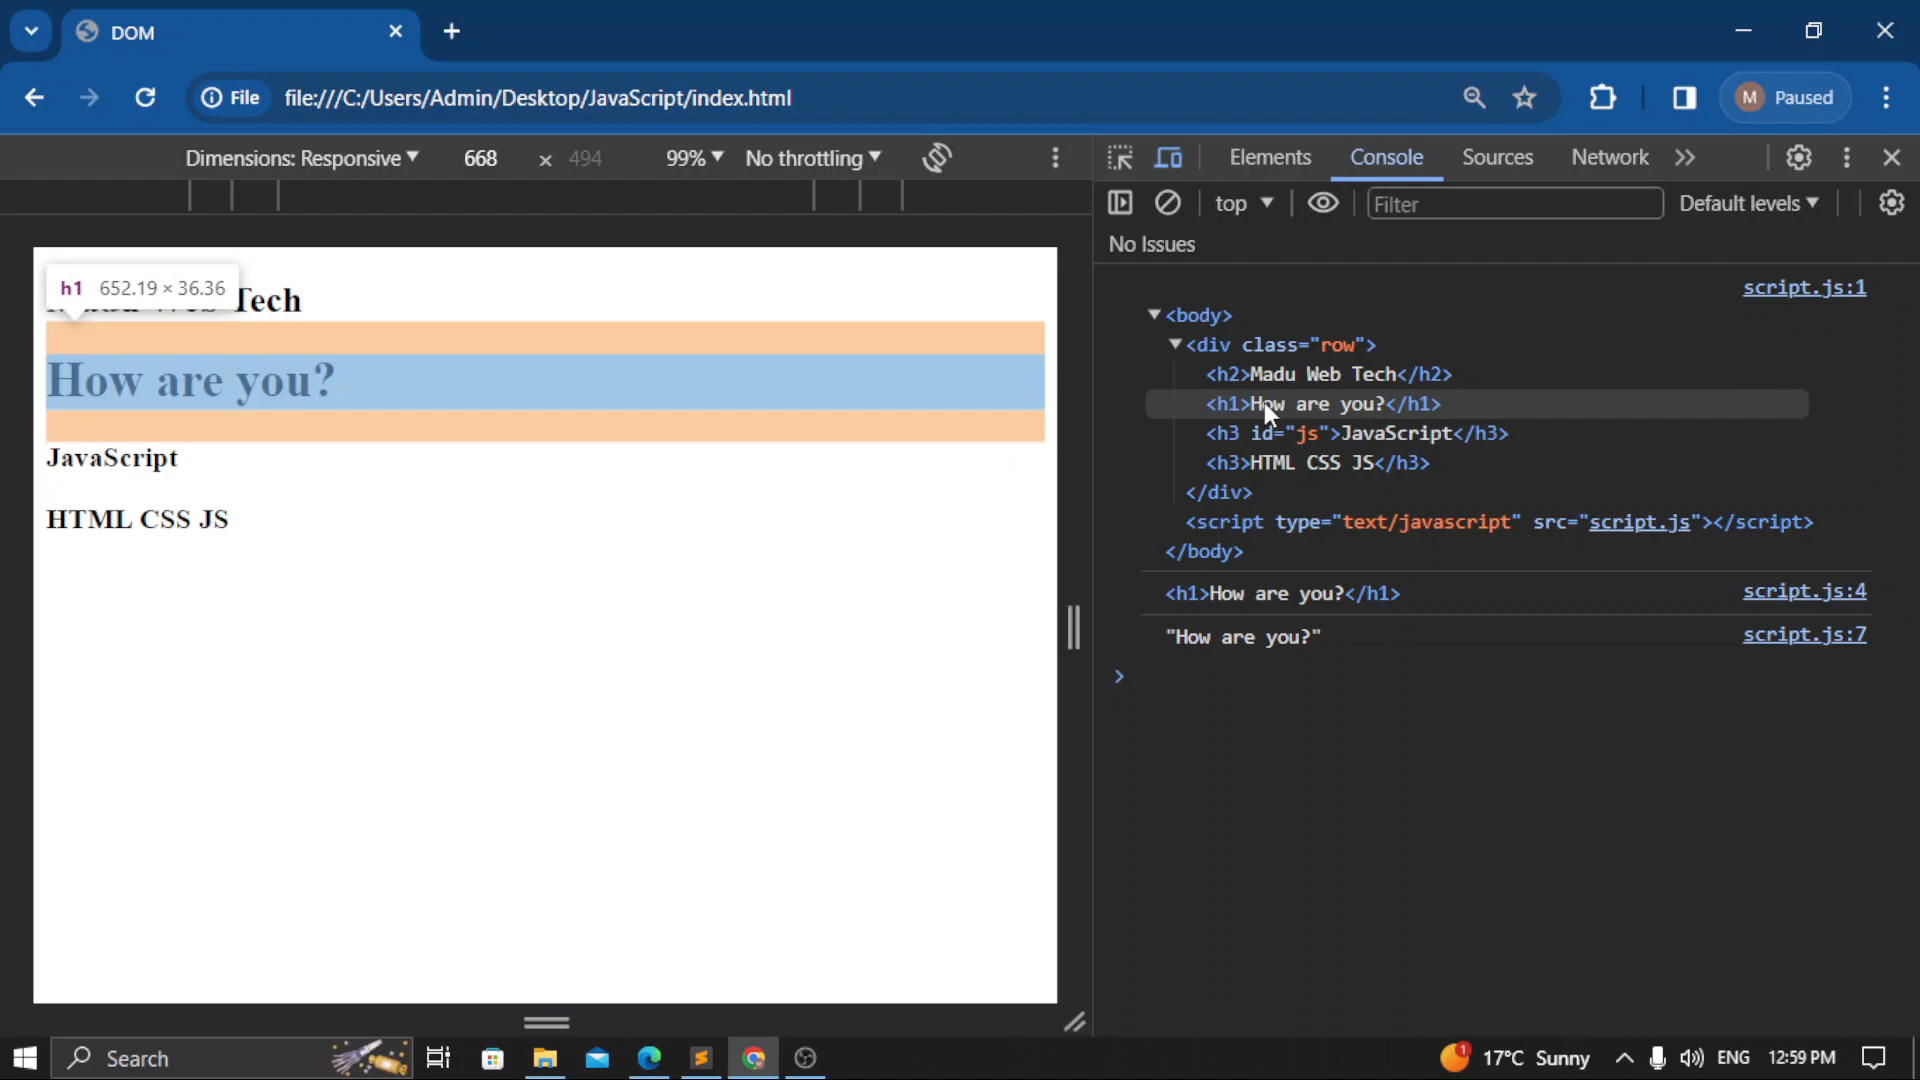 DOM
File
file:///C:/Users/Admin/Desktop/JavaScript/index.html
M Paused
Dimensions: Responsive 668 x 494 99% No throttling
Elements Console Sources Network
top Filter Default levels
No Issues
h1 652.19 × 36.36
Tech
How are you?
JavaScript
HTML CSS JS
script.js:1
<body>
<div class="row">
<h2>Madu Web Tech</h2>
<h1>How are you?</h1>
<h3 id="js">JavaScript</h3>
<h3>HTML CSS JS</h3>
</div>
<script type="text/javascript" src="script.js"></script>
</body>
<h1>How are you?</h1> script.js:4
"How are you?" script.js:7
Search
1 17°C Sunny ENG 12:59 PM